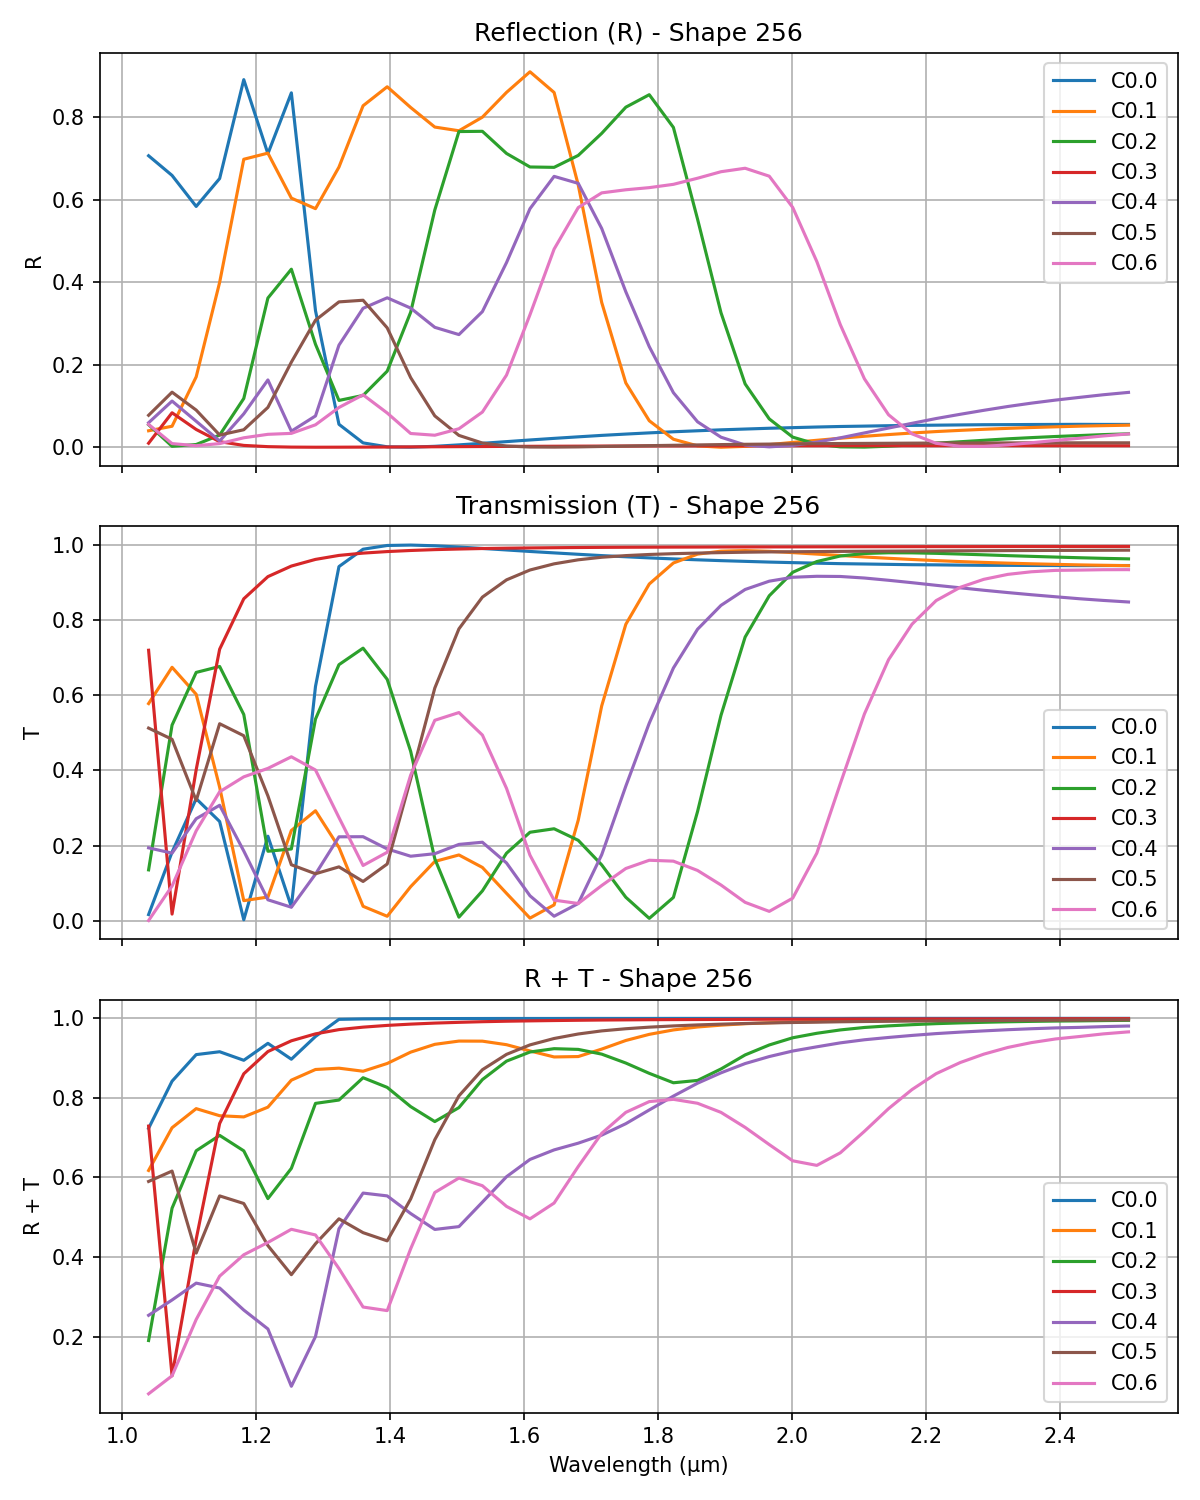 Reflection (R) - Shape 256
0.8
0.6
0.4
0.2
0.0
R
C0.0
C0.1
C0.2
C0.3
C0.4
C0.5
C0.6
Transmission (T) - Shape 256
1.0
0.8
0.6
0.4
0.2
0.0
T
C0.0
C0.1
C0.2
C0.3
C0.4
C0.5
C0.6
R + T - Shape 256
1.0
0.8
0.6
0.4
0.2
R + T
C0.0
C0.1
C0.2
C0.3
C0.4
C0.5
C0.6
1.0 1.2 1.4 1.6 1.8 2.0 2.2 2.4
Wavelength (μm)